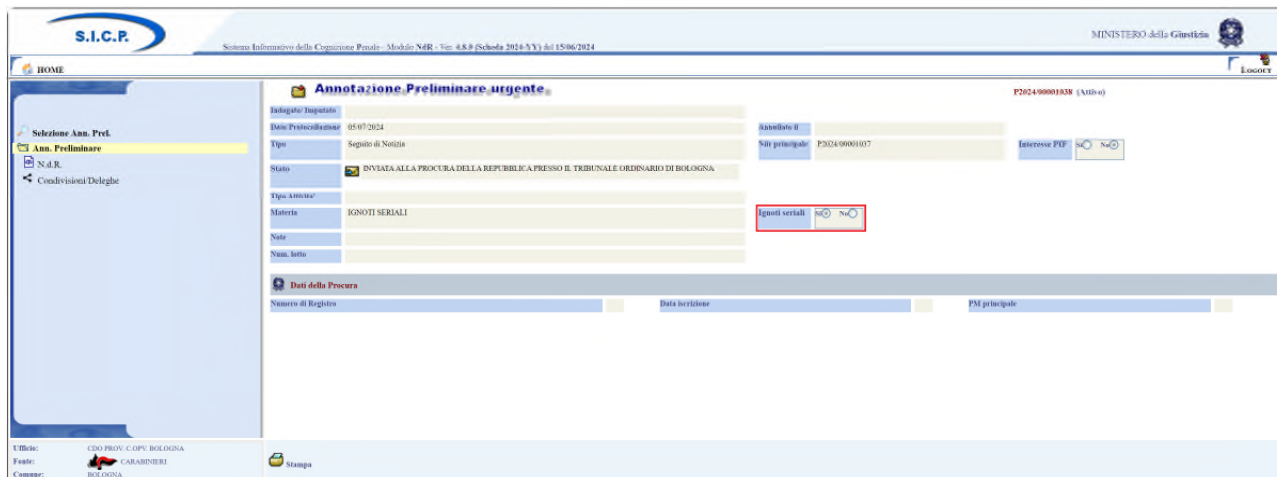 S.I.C.P.
Sistema Informativo della Cognizione Penale - Modulo NdR - Ver. 4.8.0 (Scheda 2024-YY) del 15/06/2024
MINISTERO della Giustizia
HOME
LOGOUT
Annotazione Preliminare urgente
P2024/00001038 (Attivo)
Selezione Ann. Prel.
Ann. Preliminare
N.d.R.
Condivisioni/Deleghe
Indagato/ Imputato
Data Protocollazione 05/07/2024 Annullato il
Tipo Seguito di Notizia Ndr principale P2024/00001037 Interesse PIF Si No
Stato INVIATA ALLA PROCURA DELLA REPUBBLICA PRESSO IL TRIBUNALE ORDINARIO DI BOLOGNA
Tipo Attivita'
Materia IGNOTI SERIALI Ignoti seriali Si No
Note
Num. lotto
Dati della Procura
Numero di Registro Data iscrizione PM principale
Ufficio: CDO PROV. C.OPV. BOLOGNA
Fonte: CARABINIERI
Comune: BOLOGNA
Stampa